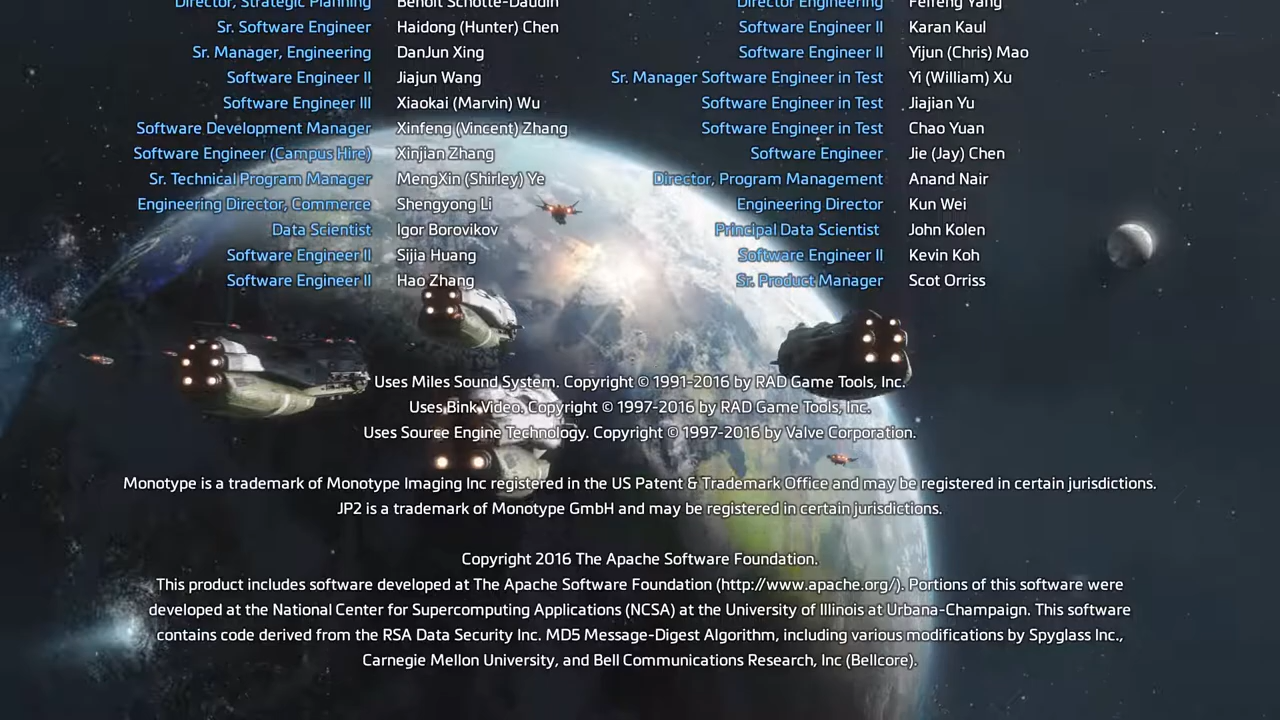 Director, Strategic Planning Benoit Schotte-Daudin Director Engineering Feifeng Yang
Sr. Software Engineer Haidong (Hunter) Chen Software Engineer II Karan Kaul
Sr. Manager, Engineering DanJun Xing Software Engineer II Yijun (Chris) Mao
Software Engineer II Jiajun Wang Sr. Manager Software Engineer in Test Yi (William) Xu
Software Engineer III Xiaokai (Marvin) Wu Software Engineer in Test Jiajian Yu
Software Development Manager Xinfeng (Vincent) Zhang Software Engineer in Test Chao Yuan
Software Engineer (Campus Hire) Xinjian Zhang Software Engineer Jie (Jay) Chen
Sr. Technical Program Manager MengXin (Shirley) Ye Director, Program Management Anand Nair
Engineering Director, Commerce Shengyong Li Engineering Director Kun Wei
Data Scientist Igor Borovikov Principal Data Scientist John Kolen
Software Engineer II Sijia Huang Software Engineer II Kevin Koh
Software Engineer II Hao Zhang Sr. Product Manager Scot Orriss
Uses Miles Sound System. Copyright © 1991-2016 by RAD Game Tools, Inc.
Uses Bink Video. Copyright © 1997-2016 by RAD Game Tools, Inc.
Uses Source Engine Technology. Copyright © 1997-2016 by Valve Corporation.
Monotype is a trademark of Monotype Imaging Inc registered in the US Patent & Trademark Office and may be registered in certain jurisdictions.
JP2 is a trademark of Monotype GmbH and may be registered in certain jurisdictions.
Copyright 2016 The Apache Software Foundation.
This product includes software developed at The Apache Software Foundation (http://www.apache.org/). Portions of this software were
developed at the National Center for Supercomputing Applications (NCSA) at the University of Illinois at Urbana-Champaign. This software
contains code derived from the RSA Data Security Inc. MD5 Message-Digest Algorithm, including various modifications by Spyglass Inc.,
Carnegie Mellon University, and Bell Communications Research, Inc (Bellcore).